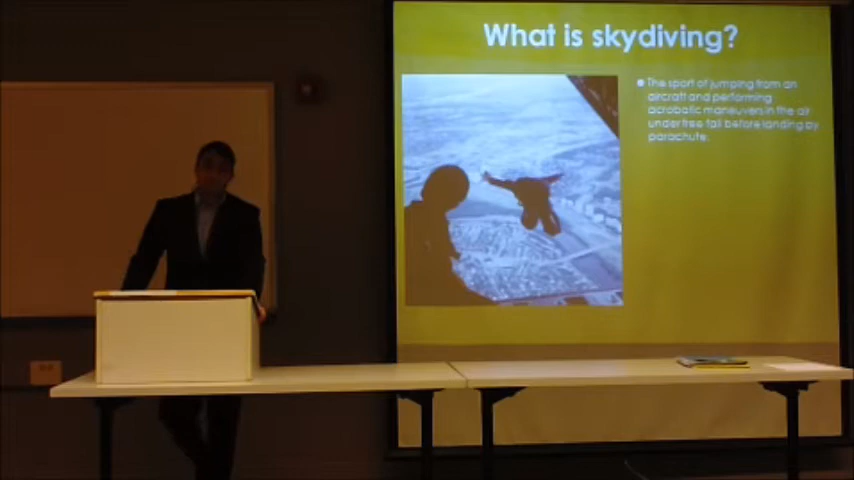 What is skydiving?
The sport of jumping from an
aircraft and performing
acrobatic maneuvers in the air
under free fall before landing by
parachute.